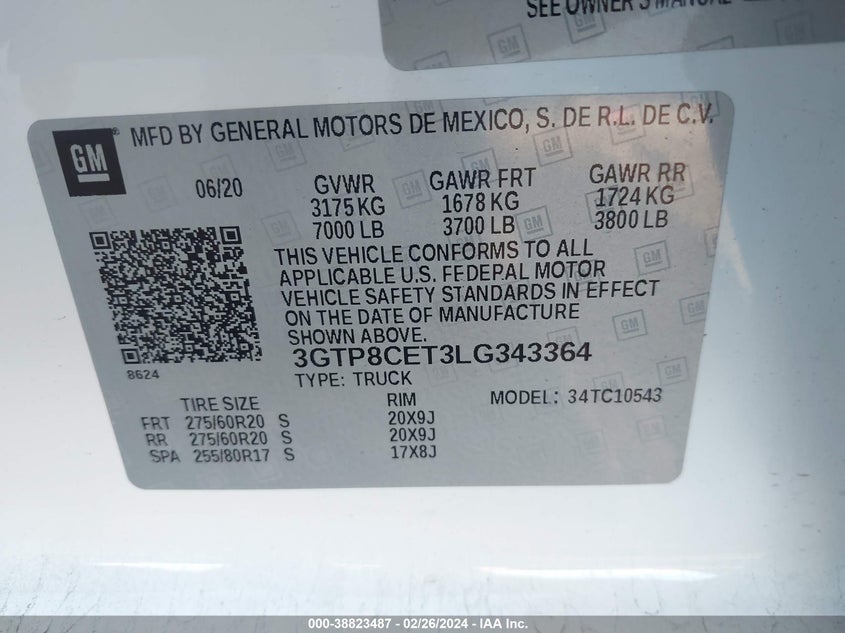 SEE OWNER'S MANUAL
GM
MFD BY GENERAL MOTORS DE MEXICO, S. DE R.L. DE C.V.
06/20 GVWR GAWR FRT GAWR RR
3175 KG 1678 KG 1724 KG
7000 LB 3700 LB 3800 LB
THIS VEHICLE CONFORMS TO ALL
APPLICABLE U.S. FEDERAL MOTOR
VEHICLE SAFETY STANDARDS IN EFFECT
ON THE DATE OF MANUFACTURE
SHOWN ABOVE.
3GTP8CET3LG343364
8624
TYPE: TRUCK
TIRE SIZE RIM MODEL: 34TC10543
FRT 275/60R20 S 20X9J
RR 275/60R20 S 20X9J
SPA 255/80R17 S 17X8J
000-38823487 - 02/26/2024 - IAA Inc.